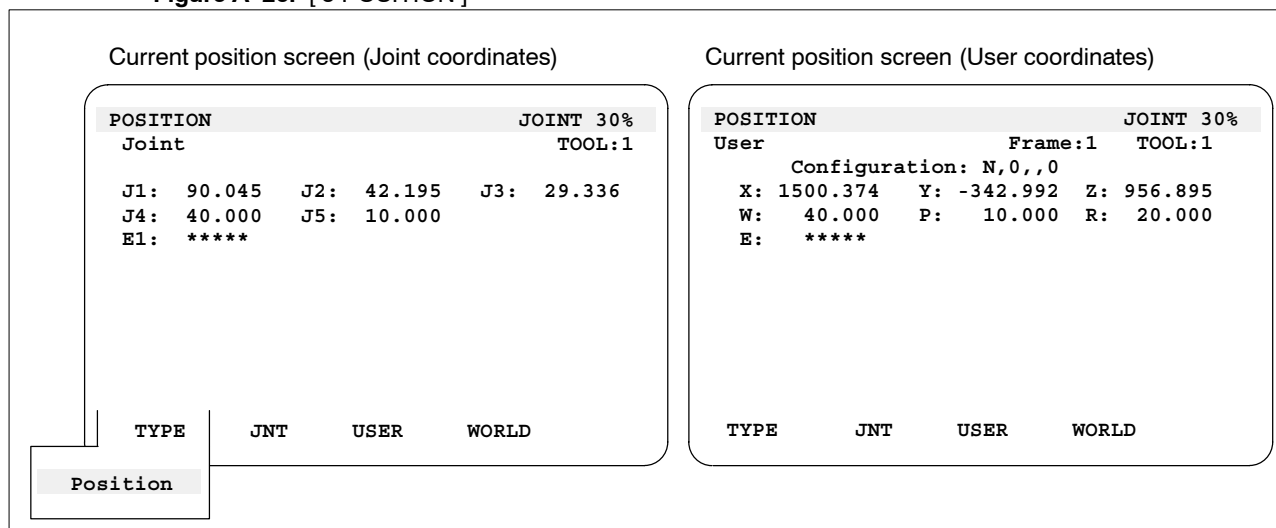 [ 5 POSITION ]
Current position screen (Joint coordinates)
POSITION JOINT 30%
Joint TOOL:1
J1: 90.045 J2: 42.195 J3: 29.336
J4: 40.000 J5: 10.000
E1: *****
TYPE JNT USER WORLD
Position
Current position screen (User coordinates)
POSITION JOINT 30%
User Frame:1 TOOL:1
Configuration: N,0,,0
X: 1500.374 Y: -342.992 Z: 956.895
W: 40.000 P: 10.000 R: 20.000
E: *****
TYPE JNT USER WORLD